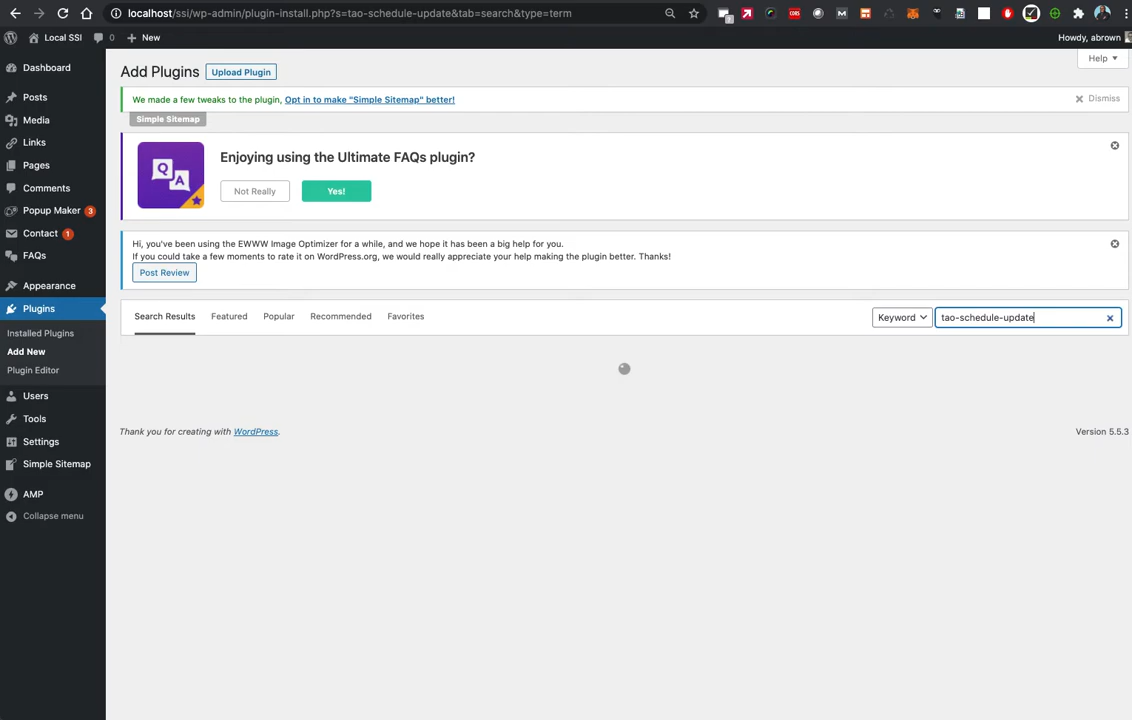 localhost/ssi/wp-admin/plugin-install.php?s=tao-schedule-update&tab=search&type=term
Local SSI
0
New
Howdy, abrown
Dashboard
Posts
Media
Links
Pages
Comments
Popup Maker 3
Contact 1
FAQs
Appearance
Plugins
Installed Plugins
Add New
Plugin Editor
Users
Tools
Settings
Simple Sitemap
AMP
Collapse menu
Help
Add Plugins
Upload Plugin
We made a few tweaks to the plugin, Opt in to make "Simple Sitemap" better!
Dismiss
Simple Sitemap
Q
A
Enjoying using the Ultimate FAQs plugin?
Not Really
Yes!
Hi, you've been using the EWWW Image Optimizer for a while, and we hope it has been a big help for you.
If you could take a few moments to rate it on WordPress.org, we would really appreciate your help making the plugin better. Thanks!
Post Review
Search Results
Featured
Popular
Recommended
Favorites
Keyword
tao-schedule-update
Thank you for creating with WordPress.
Version 5.5.3